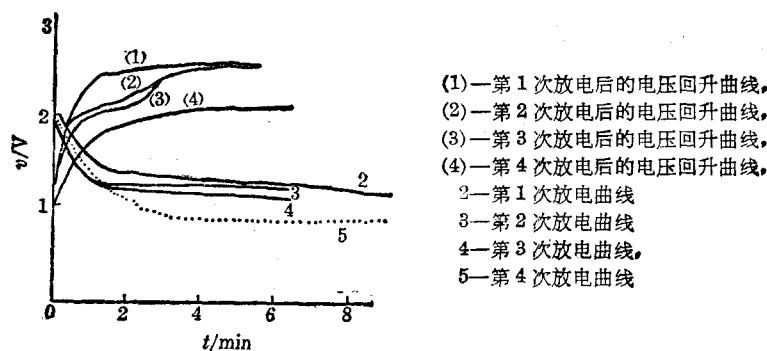 3
2
1
0
v/V
(1)
(2)
(3)
(4)
2
3
4
5
2
4
6
8
t/min
(1)—第1次放电后的电压回升曲线,
(2)—第2次放电后的电压回升曲线,
(3)—第3次放电后的电压回升曲线,
(4)—第4次放电后的电压回升曲线,
2—第1次放电曲线
3—第2次放电曲线
4—第3次放电曲线,
5—第4次放电曲线